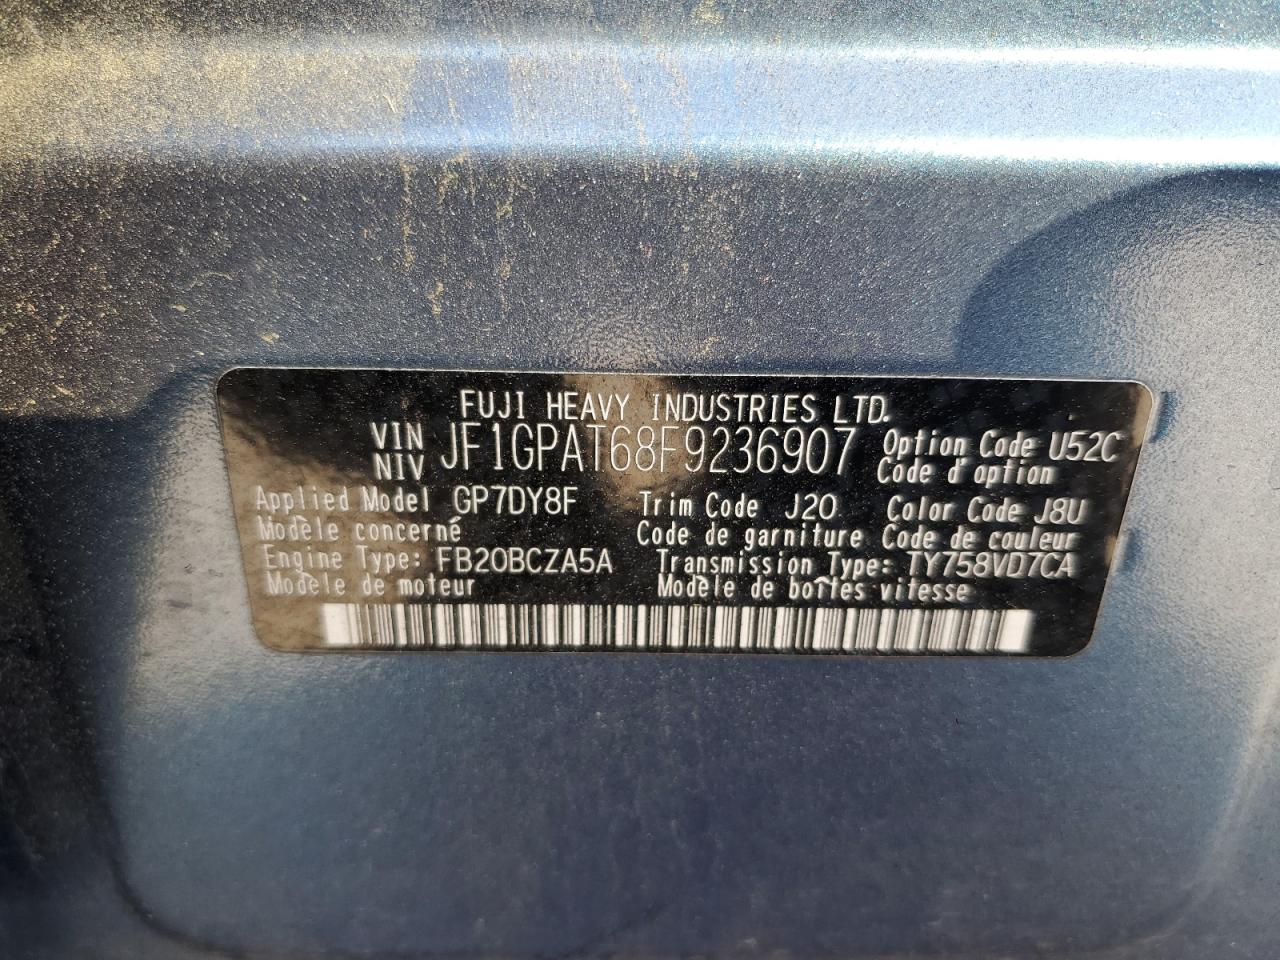 FUJI HEAVY INDUSTRIES LTD.
VIN JF1GPAT68F9236907 Option Code U52C
NIV Code d'option
Applied Model GP7DY8F Trim Code J20 Color Code J8U
Modèle concerné Code de garniture Code de couleur
Engine Type: FB20BCZA5A Transmission Type: TY758VD7CA
Modèle de moteur Modèle de boîtes vitesse